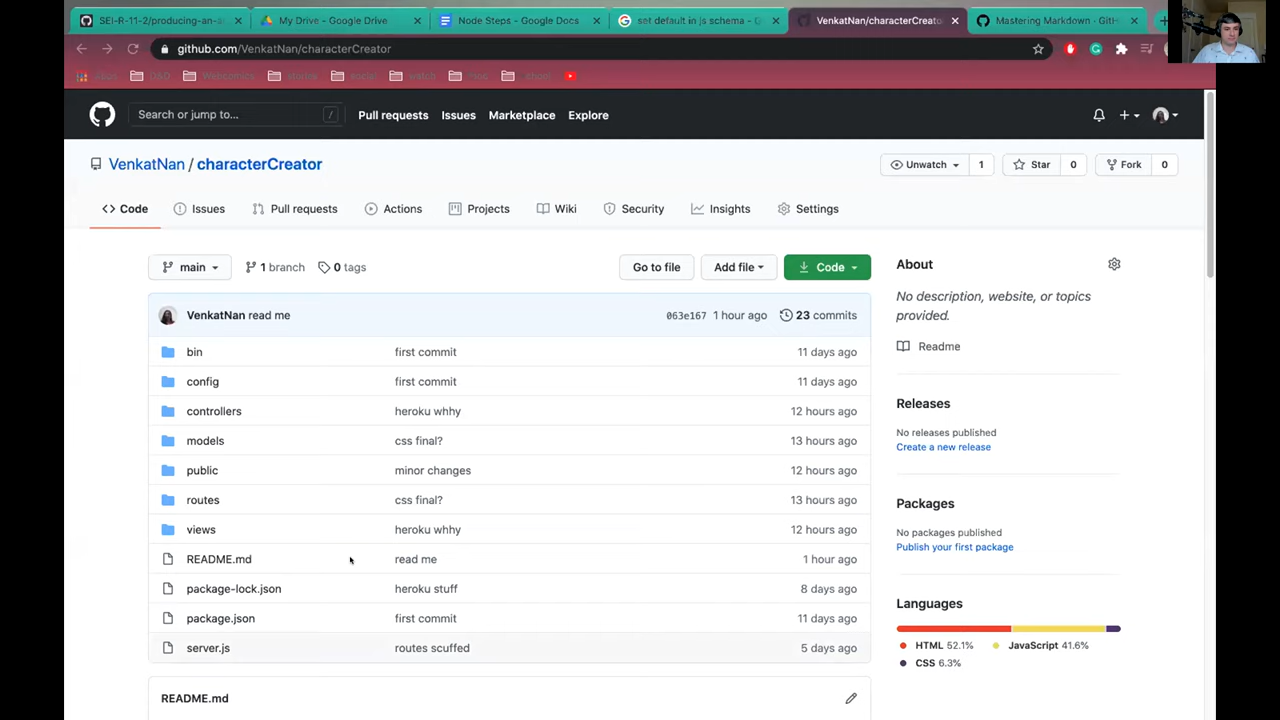 SEI-R-11-2/producing-an-a
My Drive - Google Drive
Node Steps - Google Docs
set default in js schema - G
VenkatNan/characterCreato
Mastering Markdown · GitH
github.com/VenkatNan/characterCreator
D&D
Webcomics
stories
social
watch
Search or jump to...
/
Pull requests
Issues
Marketplace
Explore
VenkatNan / characterCreator
Unwatch
1
Star
0
Fork
0
Code
Issues
Pull requests
Actions
Projects
Wiki
Security
Insights
Settings
main
1 branch
0 tags
Go to file
Add file
Code
VenkatNan read me 063e167 1 hour ago 23 commits
bin first commit 11 days ago
config first commit 11 days ago
controllers heroku whhy 12 hours ago
models css final? 13 hours ago
public minor changes 12 hours ago
routes css final? 13 hours ago
views heroku whhy 12 hours ago
README.md read me 1 hour ago
package-lock.json heroku stuff 8 days ago
package.json first commit 11 days ago
server.js routes scuffed 5 days ago
README.md
About
No description, website, or topics
provided.
Readme
Releases
No releases published
Create a new release
Packages
No packages published
Publish your first package
Languages
HTML 52.1% JavaScript 41.6%
CSS 6.3%